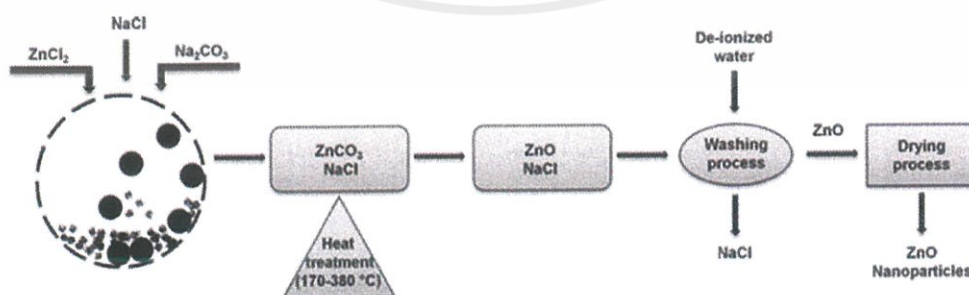 NaCl
ZnCl₂
Na₂CO₃
De-ionized
water
ZnCO₃
NaCl
ZnO
NaCl
Washing
process
ZnO
Drying
process
Heat
treatment
(170-380 °C)
NaCl
ZnO
Nanoparticles